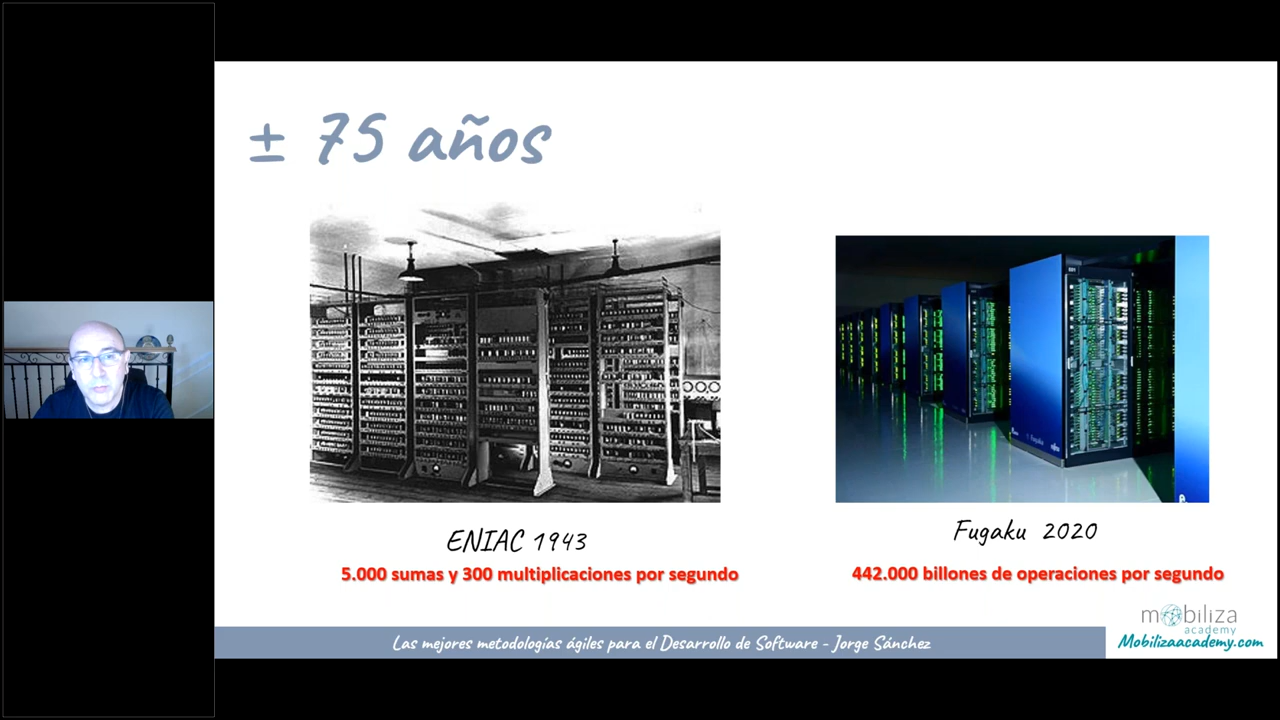 ± 75 años
ENIAC 1943
5.000 sumas y 300 multiplicaciones por segundo
Fugaku 2020
442.000 billones de operaciones por segundo
mobiliza
academy
Las mejores metodologías ágiles para el Desarrollo de Software - Jorge Sánchez
Mobilizaacademy.com